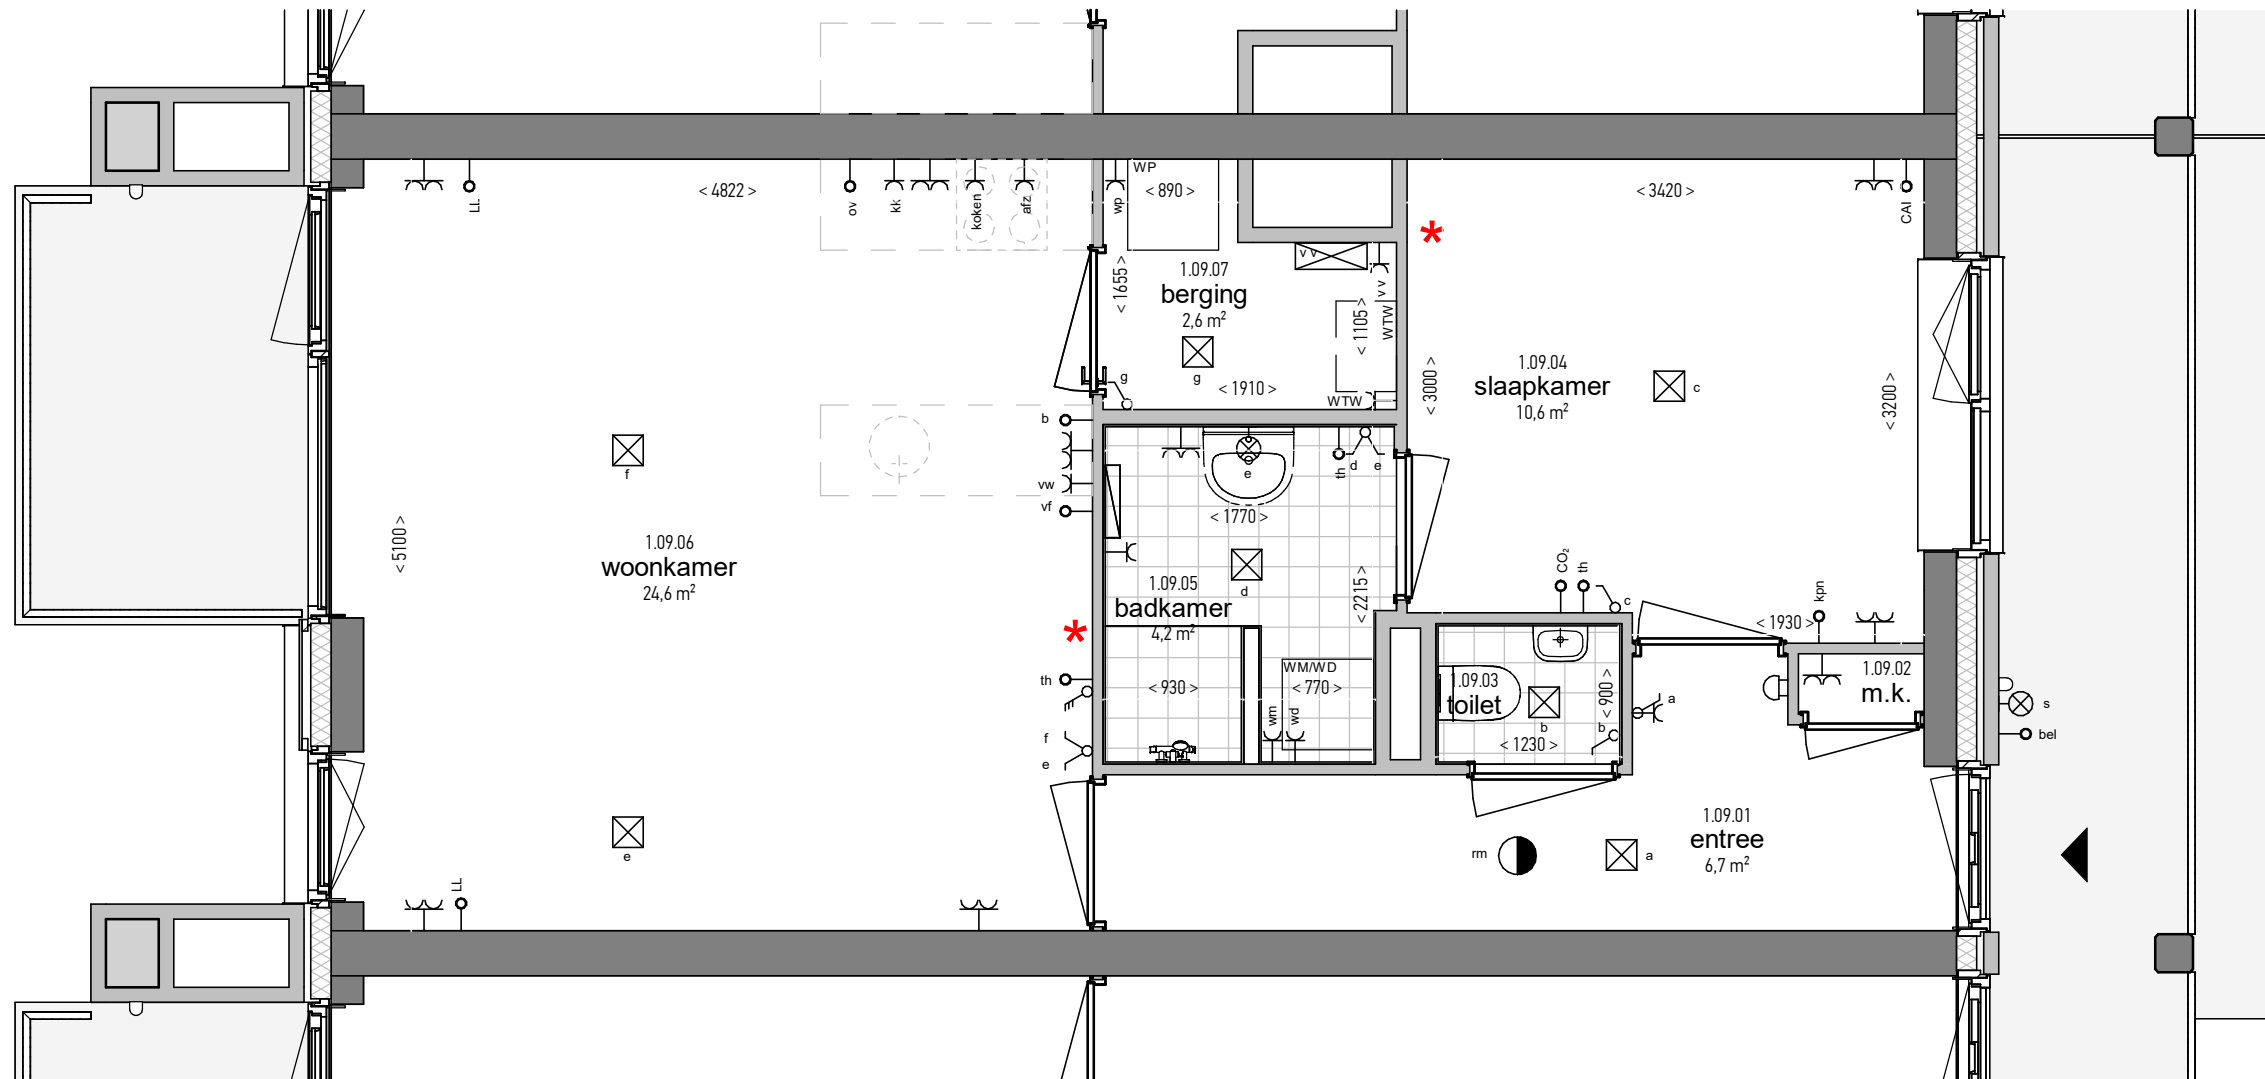 WP
< 4822 >
< 890 >
< 3420 >
LL
ov
kk
koken
afz
wp
CAI
*
v v
1.09.07
berging
2,6 m²
< 1655 >
v v
WTW
< 1105 >
g
g
< 1910 >
WTW
1.09.04
slaapkamer
10,6 m²
c
< 3000 >
< 3200 >
b
vw
vf
f
e
th
d
e
< 1770 >
< 5100 >
1.09.06
woonkamer
24,6 m²
1.09.05
badkamer
4,2 m²
d
< 2215 >
CO₂
th
c
kpn
< 1930 >
*
th
f
e
< 930 >
WM/WD
< 770 >
wm
wd
1.09.03
toilet
b
b
< 900 >
< 1230 >
a
1.09.02
m.k.
s
bel
1.09.01
entree
6,7 m²
rm
a
e
LL